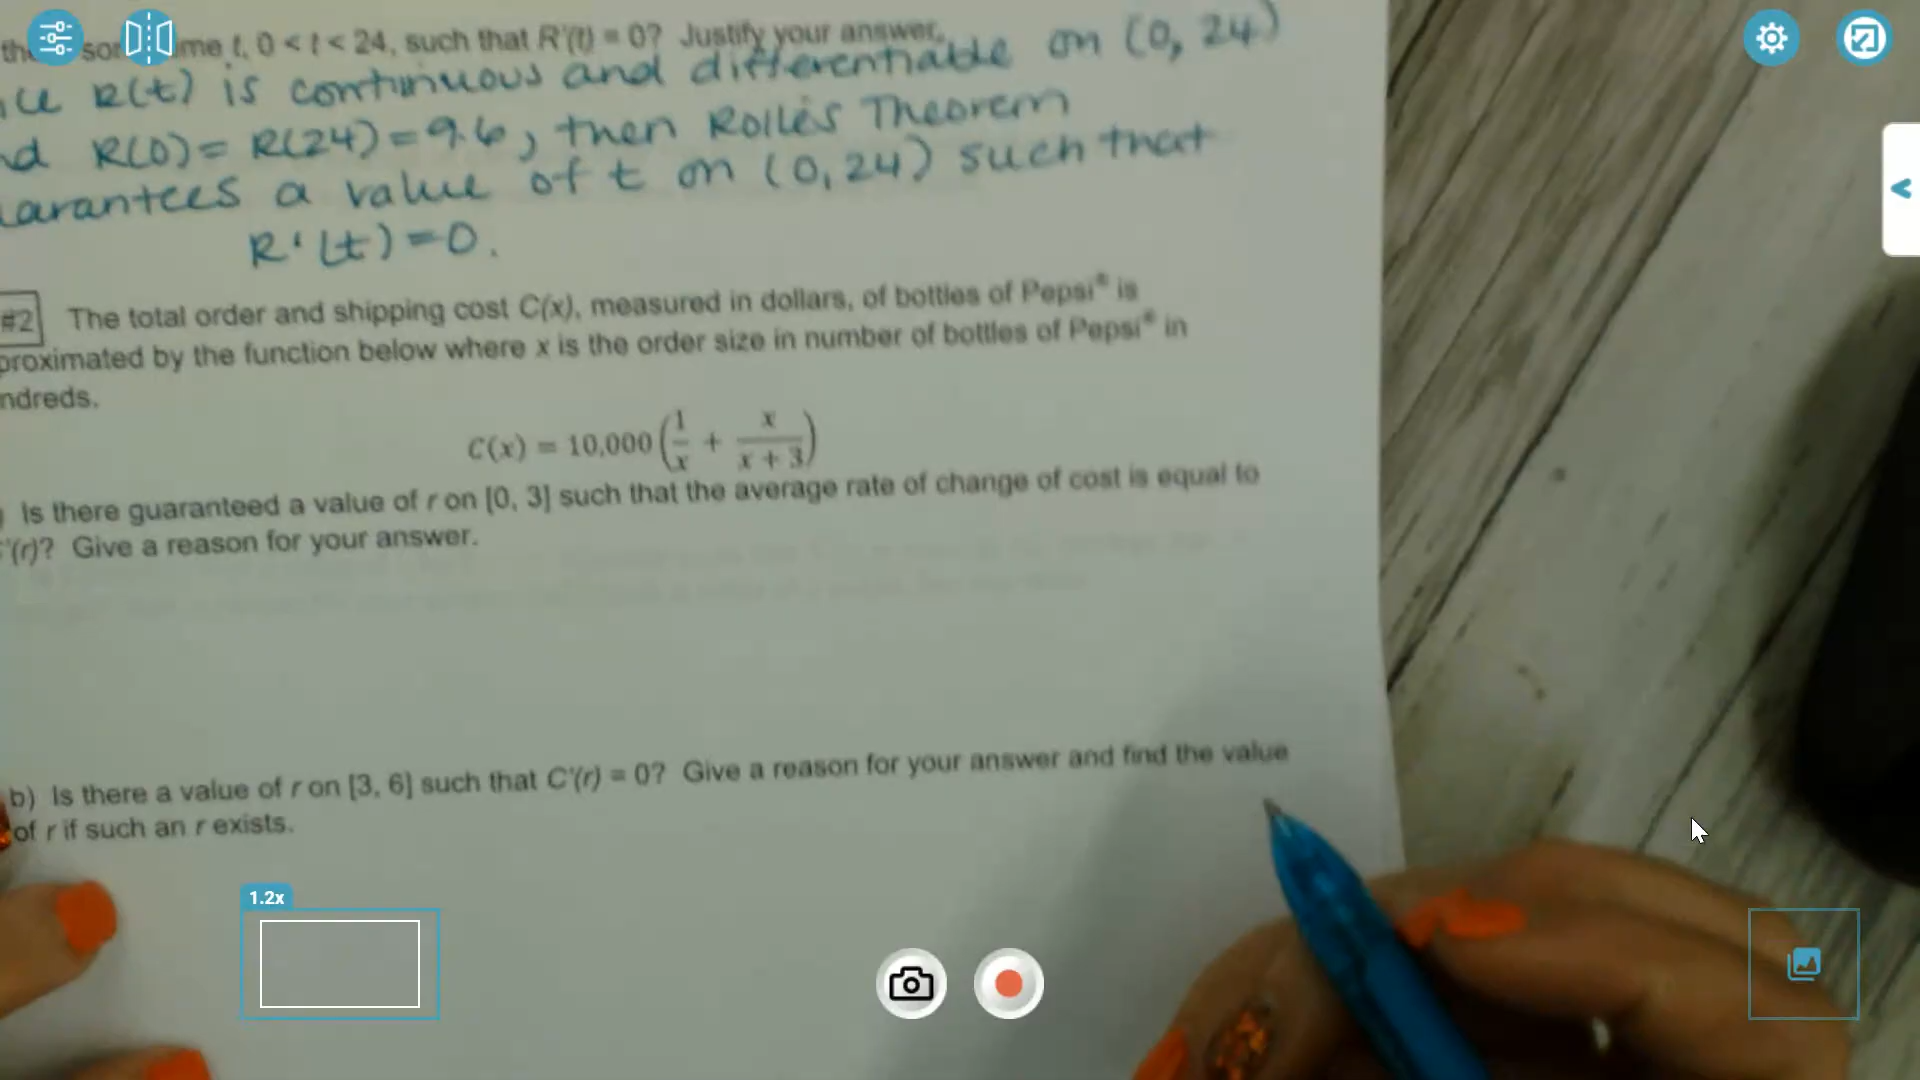 me t, 0 < t < 24, such that R'(t) = 0? Justify your answer.
R(t) is continuous and differentiable on (0, 24)
R(0) = R(24) = 9.6, then Rolle's Theorem
arantees a value of t on (0, 24) such that
R'(t) = 0.
#2 The total order and shipping cost C(x), measured in dollars, of bottles of Pepsi® is
proximated by the function below where x is the order size in number of bottles of Pepsi® in
ndreds.
C(x) = 10,000 (1/x + x/(x + 3))
Is there guaranteed a value of r on [0, 3] such that the average rate of change of cost is equal to
'(r)? Give a reason for your answer.
b) Is there a value of r on [3, 6] such that C'(r) = 0? Give a reason for your answer and find the value
of r if such an r exists.
1.2x